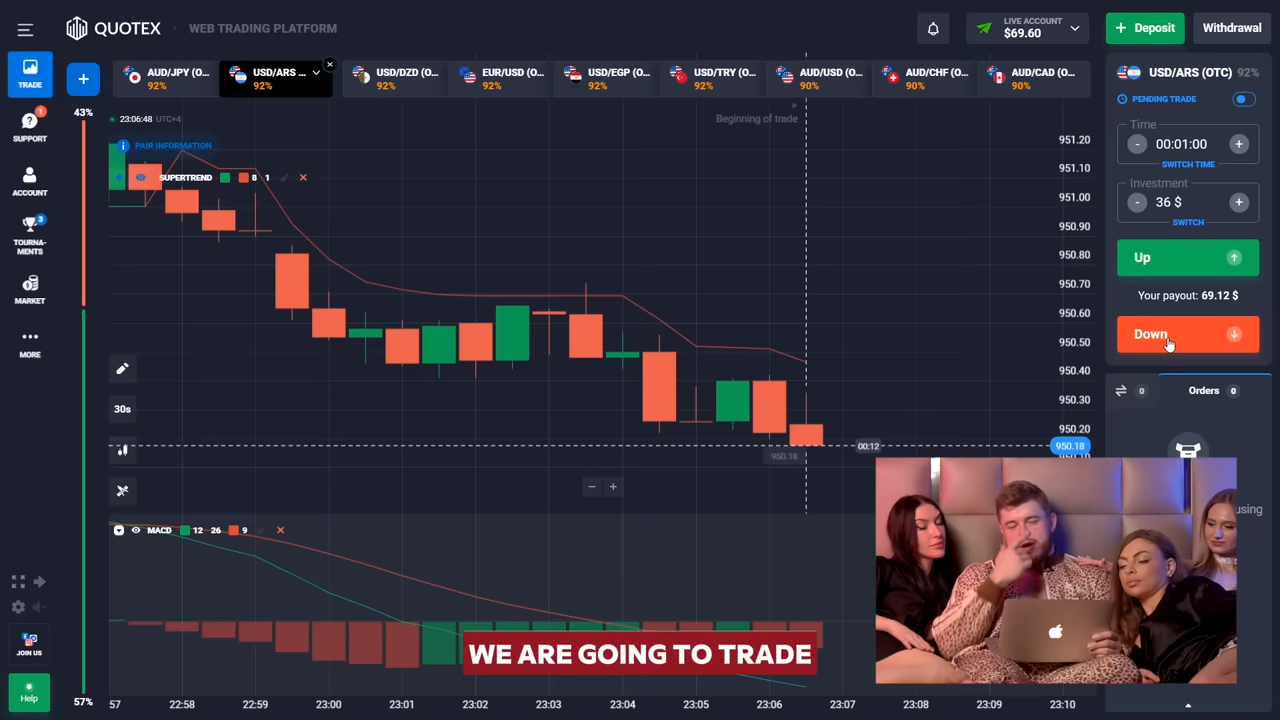 QUOTEX
WEB TRADING PLATFORM
LIVE ACCOUNT
$69.60
+ Deposit
Withdrawal
TRADE
AUD/JPY (O...
92%
USD/ARS ...
92%
USD/DZD (O...
92%
EUR/USD (O...
92%
USD/EGP (O...
92%
USD/TRY (O...
92%
AUD/USD (O...
90%
AUD/CHF (O...
90%
AUD/CAD (O...
90%
USD/ARS (OTC) 92%
PENDING TRADE
Time
- 00:01:00 +
SWITCH TIME
Investment
- 36 $ +
SWITCH
Up
Your payout: 69.12 $
Down
0
Orders 0
using
1
SUPPORT
ACCOUNT
3
TOURNA-
MENTS
MARKET
MORE
JOIN US
Help
43%
57%
23:06:48 UTC+4
PAIR INFORMATION
SUPERTREND 8 1
Beginning of trade
951.20
951.10
951.00
950.90
950.80
950.70
950.60
950.50
950.40
950.30
950.20
950.18
00:12
950.18
30s
MACD 12 26 9
WE ARE GOING TO TRADE
57 22:58 22:59 23:00 23:01 23:02 23:03 23:04 23:05 23:06 23:07 23:08 23:09 23:10